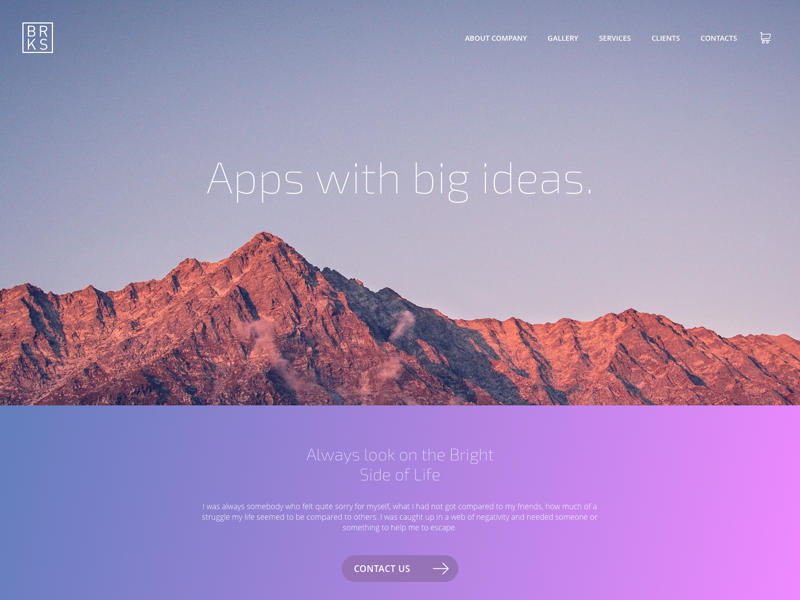 BR
KS
ABOUT COMPANY GALLERY SERVICES CLIENTS CONTACTS
Apps with big ideas.
Always look on the Bright
Side of Life
I was always somebody who felt quite sorry for myself, what I had not got compared to my friends, how much of a
struggle my life seemed to be compared to others. I was caught up in a web of negativity and needed someone or
something to help me to escape.
CONTACT US